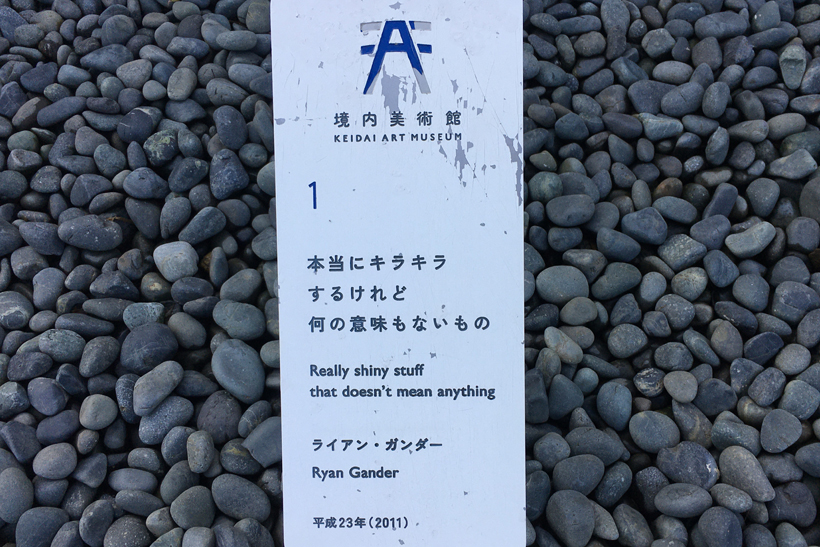 境内美術館
KEIDAI ART MUSEUM
1
本当にキラキラ
するけれど
何の意味もないもの
Really shiny stuff
that doesn't mean anything
ライアン・ガンダー
Ryan Gander
平成23年(2011)